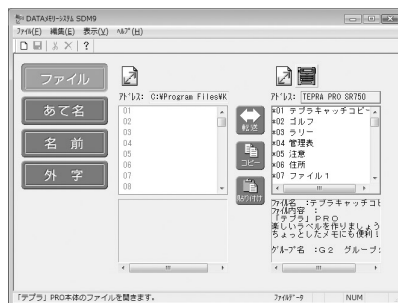 DATAメモリーシステム SDM9
ファイル(F) 編集(E) 表示(V) ヘルプ(H)
ファイル
あて名
名 前
外 字
アドレス: C:¥Program Files¥K
01
02
03
04
05
06
07
08
転送
コピー
貼り付け
アドレス: TEPRA PRO SR750
*01 テプラキャッチコピー
*02 ゴルフ
*03 ラリー
*04 管理表
*05 注意
*06 住所
*07 ファイル1
ファイル名 :テプラキャッチコピ
ファイル内容 :
「テプラ」PRO
楽しいラベルを作りましょう
ちょっとしたメモにも便利!
グループ名 :G2 グループ:
「テプラ」PRO本体のファイルを開きます。
ファイルデータ
NUM